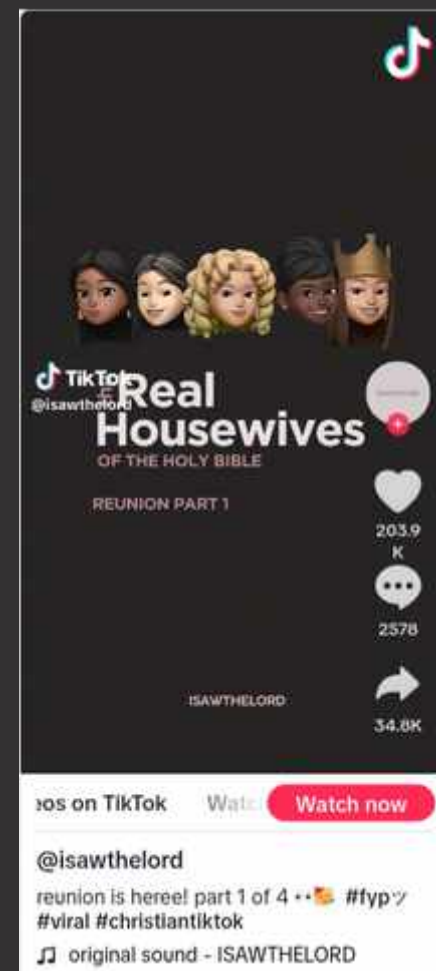 TikTok
@isawthelord
Real
Housewives
OF THE HOLY BIBLE
REUNION PART 1
203.9
K
2578
34.8K
ISAWTHELORD
eos on TikTok
Watch now
@isawthelord
reunion is heree! part 1 of 4 #fypツ
#viral #christiantiktok
original sound - ISAWTHELORD